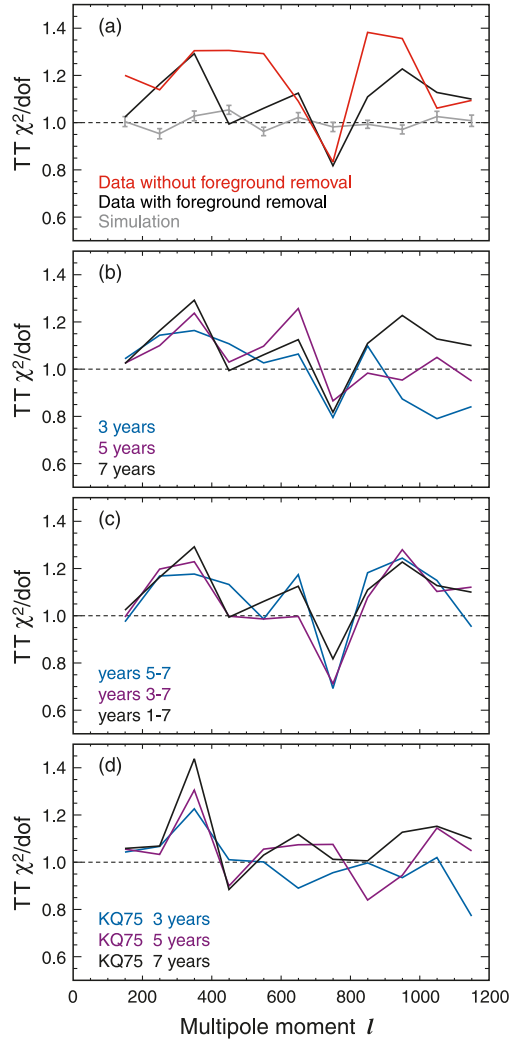 (a)
1.4
1.2
1.0
0.8
0.6
TT χ²/dof
Data without foreground removal
Data with foreground removal
Simulation
(b)
1.4
1.2
1.0
0.8
0.6
TT χ²/dof
3 years
5 years
7 years
(c)
1.4
1.2
1.0
0.8
0.6
TT χ²/dof
years 5-7
years 3-7
years 1-7
(d)
1.4
1.2
1.0
0.8
0.6
TT χ²/dof
KQ75 3 years
KQ75 5 years
KQ75 7 years
0 200 400 600 800 1000 1200
Multipole moment l